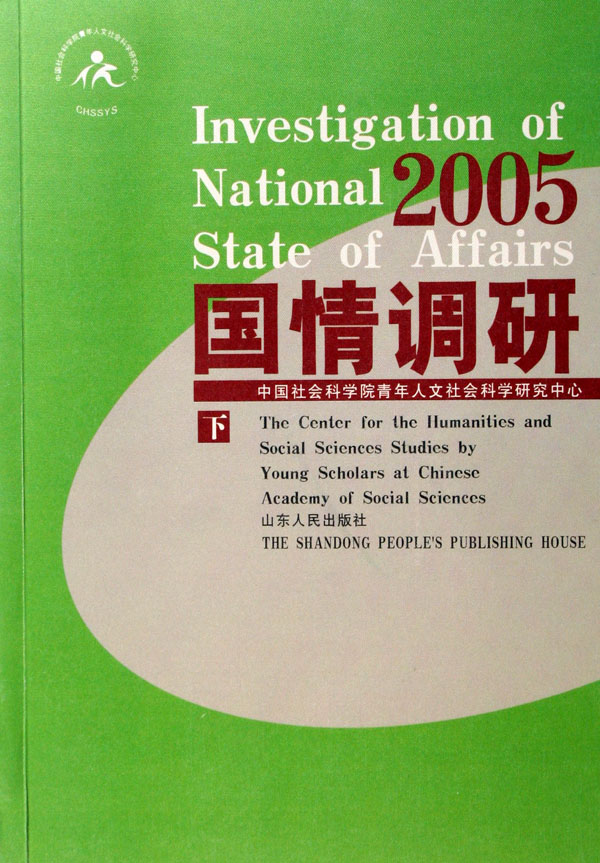 中国社会科学院青年人文社会科学研究中心
CHSSYS
Investigation of
National 2005
State of Affairs
国情调研
中国社会科学院青年人文社会科学研究中心
下
The Center for the Humanities and
Social Sciences Studies by
Young Scholars at Chinese
Academy of Social Sciences
山东人民出版社
THE SHANDONG PEOPLE'S PUBLISHING HOUSE